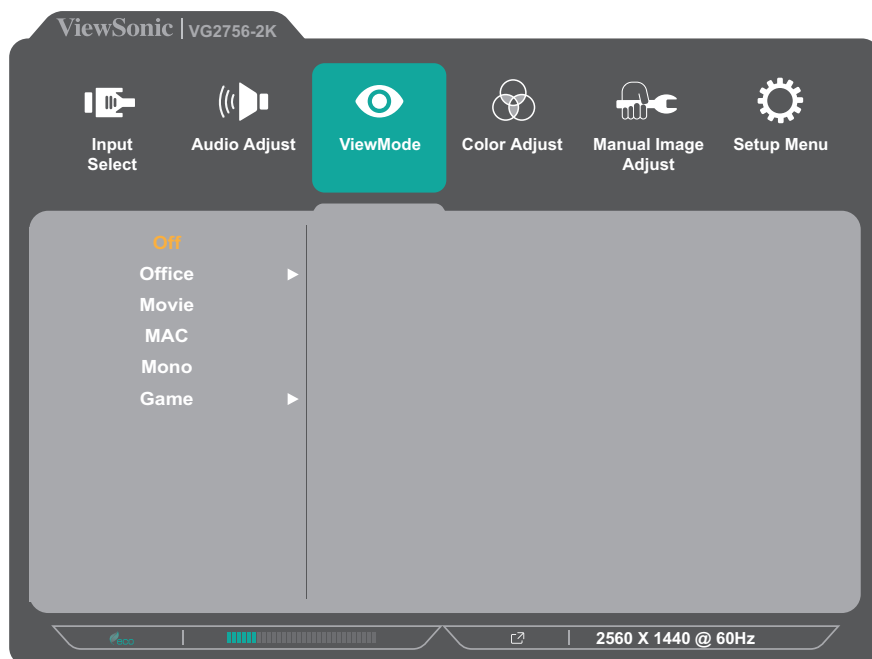 ViewSonic | VG2756-2K
Input
Select
Audio Adjust
ViewMode
Color Adjust
Manual Image
Adjust
Setup Menu
Off
Office
Movie
MAC
Mono
Game
eco
2560 X 1440 @ 60Hz